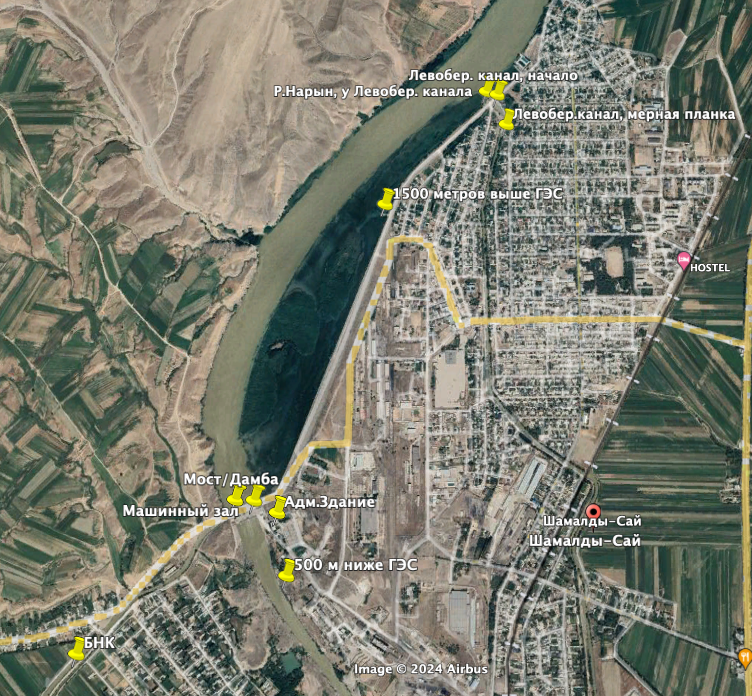 Левобер. канал, начало
Р.Нарын, у Левобер. канала
Левобер.канал, мерная планка
1500 метров выше ГЭС
HOSTEL
Мост/Дамба
Машинный зал
Адм.Здание
Шамалды-Сай
Шамалды-Сай
500 м ниже ГЭС
БНК
Image © 2024 Airbus